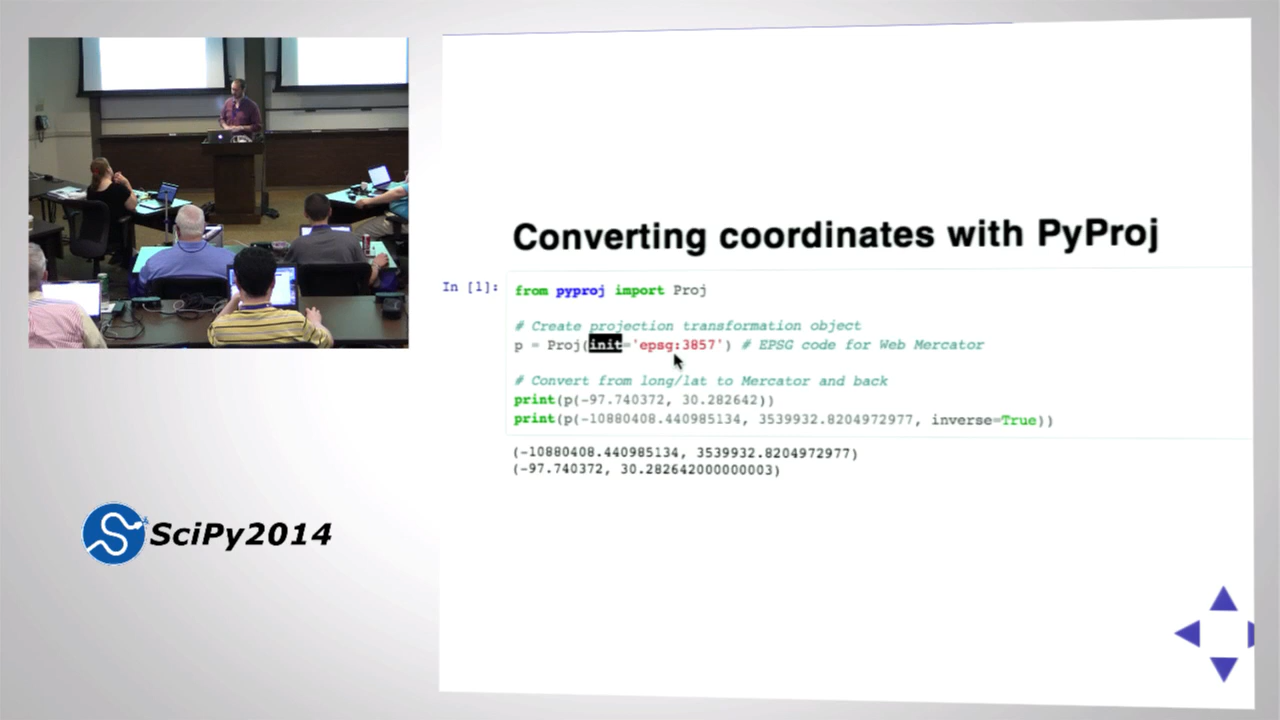 Converting coordinates with PyProj
In [1]:
from pyproj import Proj
# Create projection transformation object
p = Proj(init='epsg:3857') # EPSG code for Web Mercator
# Convert from long/lat to Mercator and back
print(p(-97.740372, 30.282642))
print(p(-10880408.440985134, 3539932.8204972977, inverse=True))
(-10880408.440985134, 3539932.8204972977)
(-97.740372, 30.282642000000003)
SciPy2014